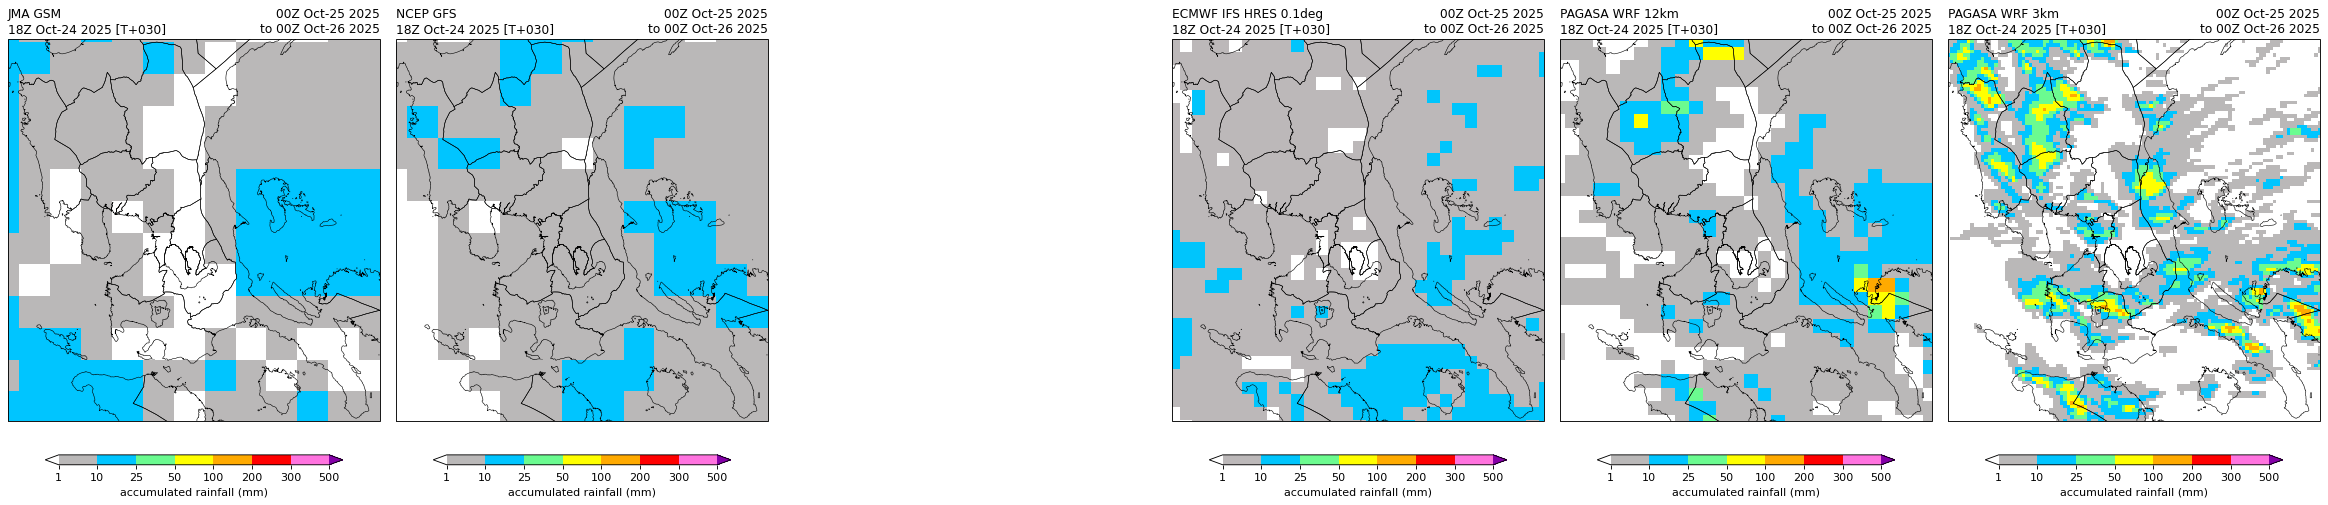 JMA GSM 00Z Oct-25 2025
18Z Oct-24 2025 [T+030] to 00Z Oct-26 2025
1 10 25 50 100 200 300 500
accumulated rainfall (mm)
NCEP GFS 00Z Oct-25 2025
18Z Oct-24 2025 [T+030] to 00Z Oct-26 2025
1 10 25 50 100 200 300 500
accumulated rainfall (mm)
ECMWF IFS HRES 0.1deg 00Z Oct-25 2025
18Z Oct-24 2025 [T+030] to 00Z Oct-26 2025
1 10 25 50 100 200 300 500
accumulated rainfall (mm)
PAGASA WRF 12km 00Z Oct-25 2025
18Z Oct-24 2025 [T+030] to 00Z Oct-26 2025
1 10 25 50 100 200 300 500
accumulated rainfall (mm)
PAGASA WRF 3km 00Z Oct-25 2025
18Z Oct-24 2025 [T+030] to 00Z Oct-26 2025
1 10 25 50 100 200 300 500
accumulated rainfall (mm)